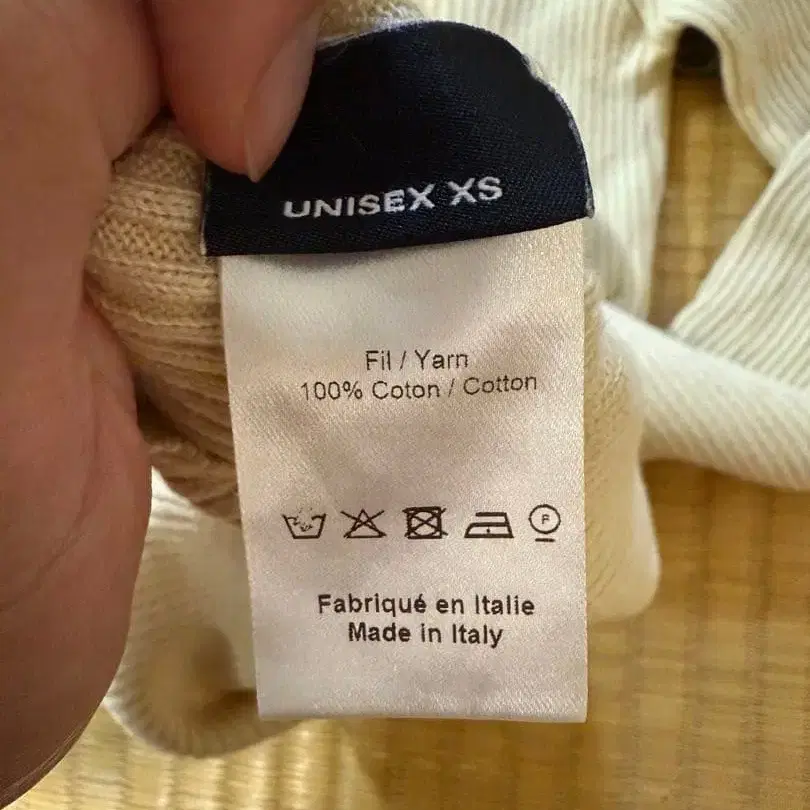 UNISEX XS
Fil / Yarn
100% Coton / Cotton
P
Fabriqué en Italie
Made in Italy